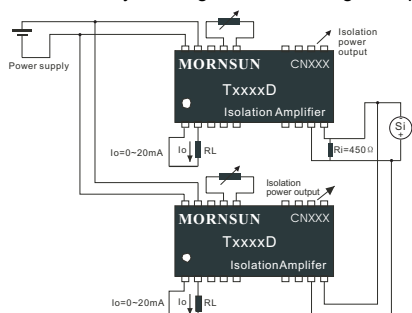 Isolation
power
output
Power supply
MORNSUN CNXXX
TxxxxD
Isolation Amplifier
Si
Io=0~20mA Io RL
Ri=450Ω
Isolation
power output
MORNSUN CNXXX
TxxxxD
IsolationAmplifer
Io=0~20mA Io RL